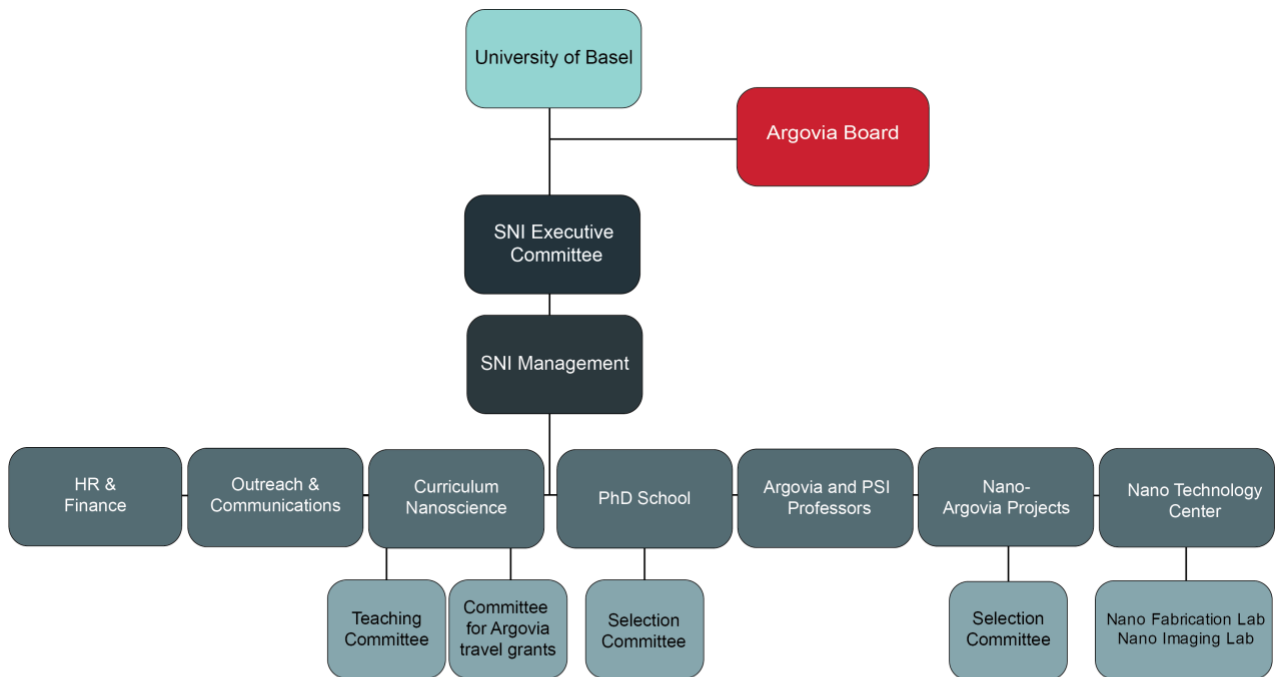 University of Basel
Argovia Board
SNI Executive
Committee
SNI Management
HR &
Finance
Outreach &
Communications
Curriculum
Nanoscience
PhD School
Argovia and PSI
Professors
Nano-
Argovia Projects
Nano Technology
Center
Teaching
Committee
Committee
for Argovia
travel grants
Selection
Committee
Selection
Committee
Nano Fabrication Lab
Nano Imaging Lab